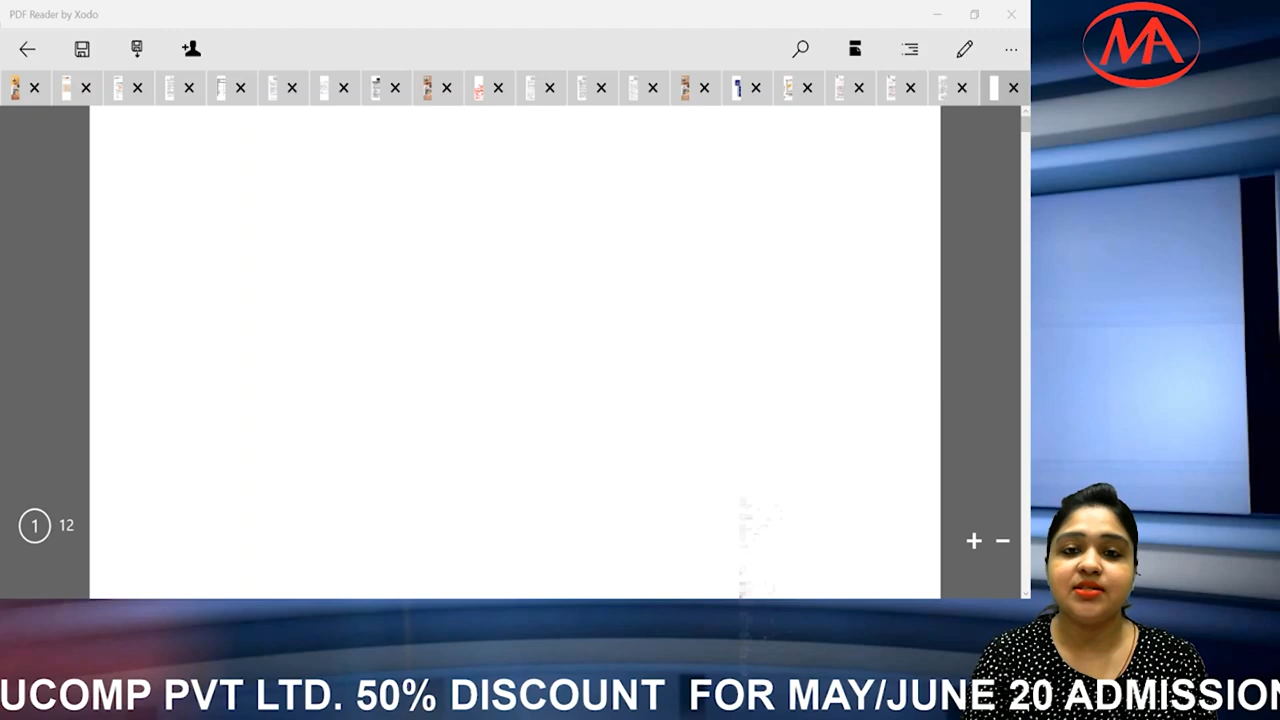 PDF Reader by Xodo
MA
1 12
UCOMP PVT LTD. 50% DISCOUNT FOR MAY/JUNE 20 ADMISSION